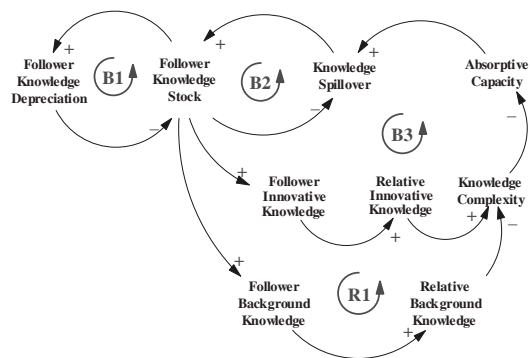 +
Follower
Knowledge
Depreciation
B1
Follower
Knowledge
Stock
−
+
B2
Knowledge
Spillover
−
+
Absorptive
Capacity
B3
−
+
Follower
Innovative
Knowledge
Relative
Innovative
Knowledge
+
Knowledge
Complexity
+
−
+
Follower
Background
Knowledge
R1
Relative
Background
Knowledge
+